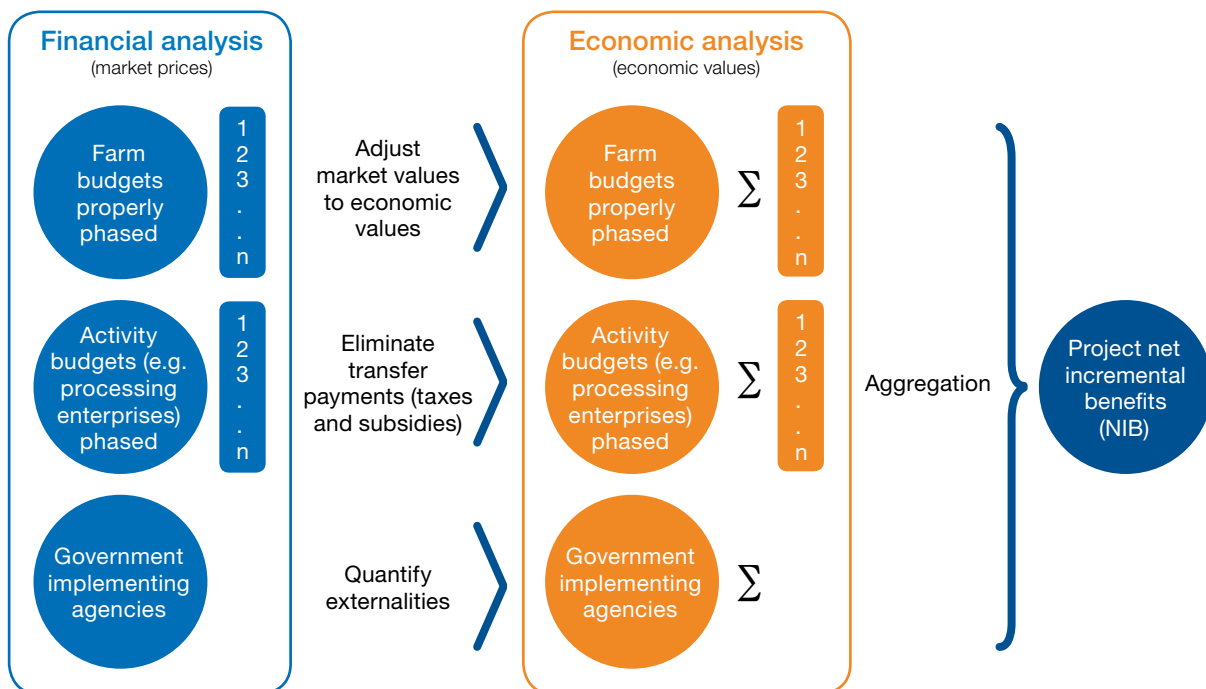 Financial analysis
(market prices)
Farm
budgets
properly
phased
1
2
3
.
.
n
Activity
budgets (e.g.
processing
enterprises)
phased
1
2
3
.
.
n
Government
implementing
agencies
Adjust
market values
to economic
values
Eliminate
transfer
payments (taxes
and subsidies)
Quantify
externalities
Economic analysis
(economic values)
Farm
budgets
properly
phased
∑
1
2
3
.
.
n
Activity
budgets (e.g.
processing
enterprises)
phased
∑
1
2
3
.
.
n
Government
implementing
agencies
∑
Aggregation
Project net
incremental
benefits
(NIB)